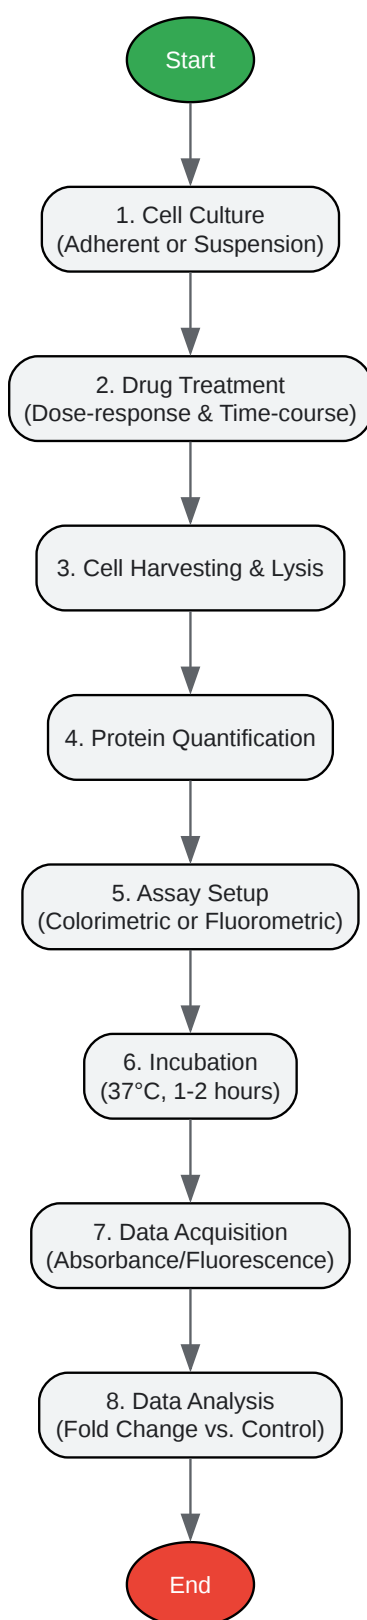 Start
1. Cell Culture
(Adherent or Suspension)
2. Drug Treatment
(Dose-response & Time-course)
3. Cell Harvesting & Lysis
4. Protein Quantification
5. Assay Setup
(Colorimetric or Fluorometric)
6. Incubation
(37°C, 1-2 hours)
7. Data Acquisition
(Absorbance/Fluorescence)
8. Data Analysis
(Fold Change vs. Control)
End